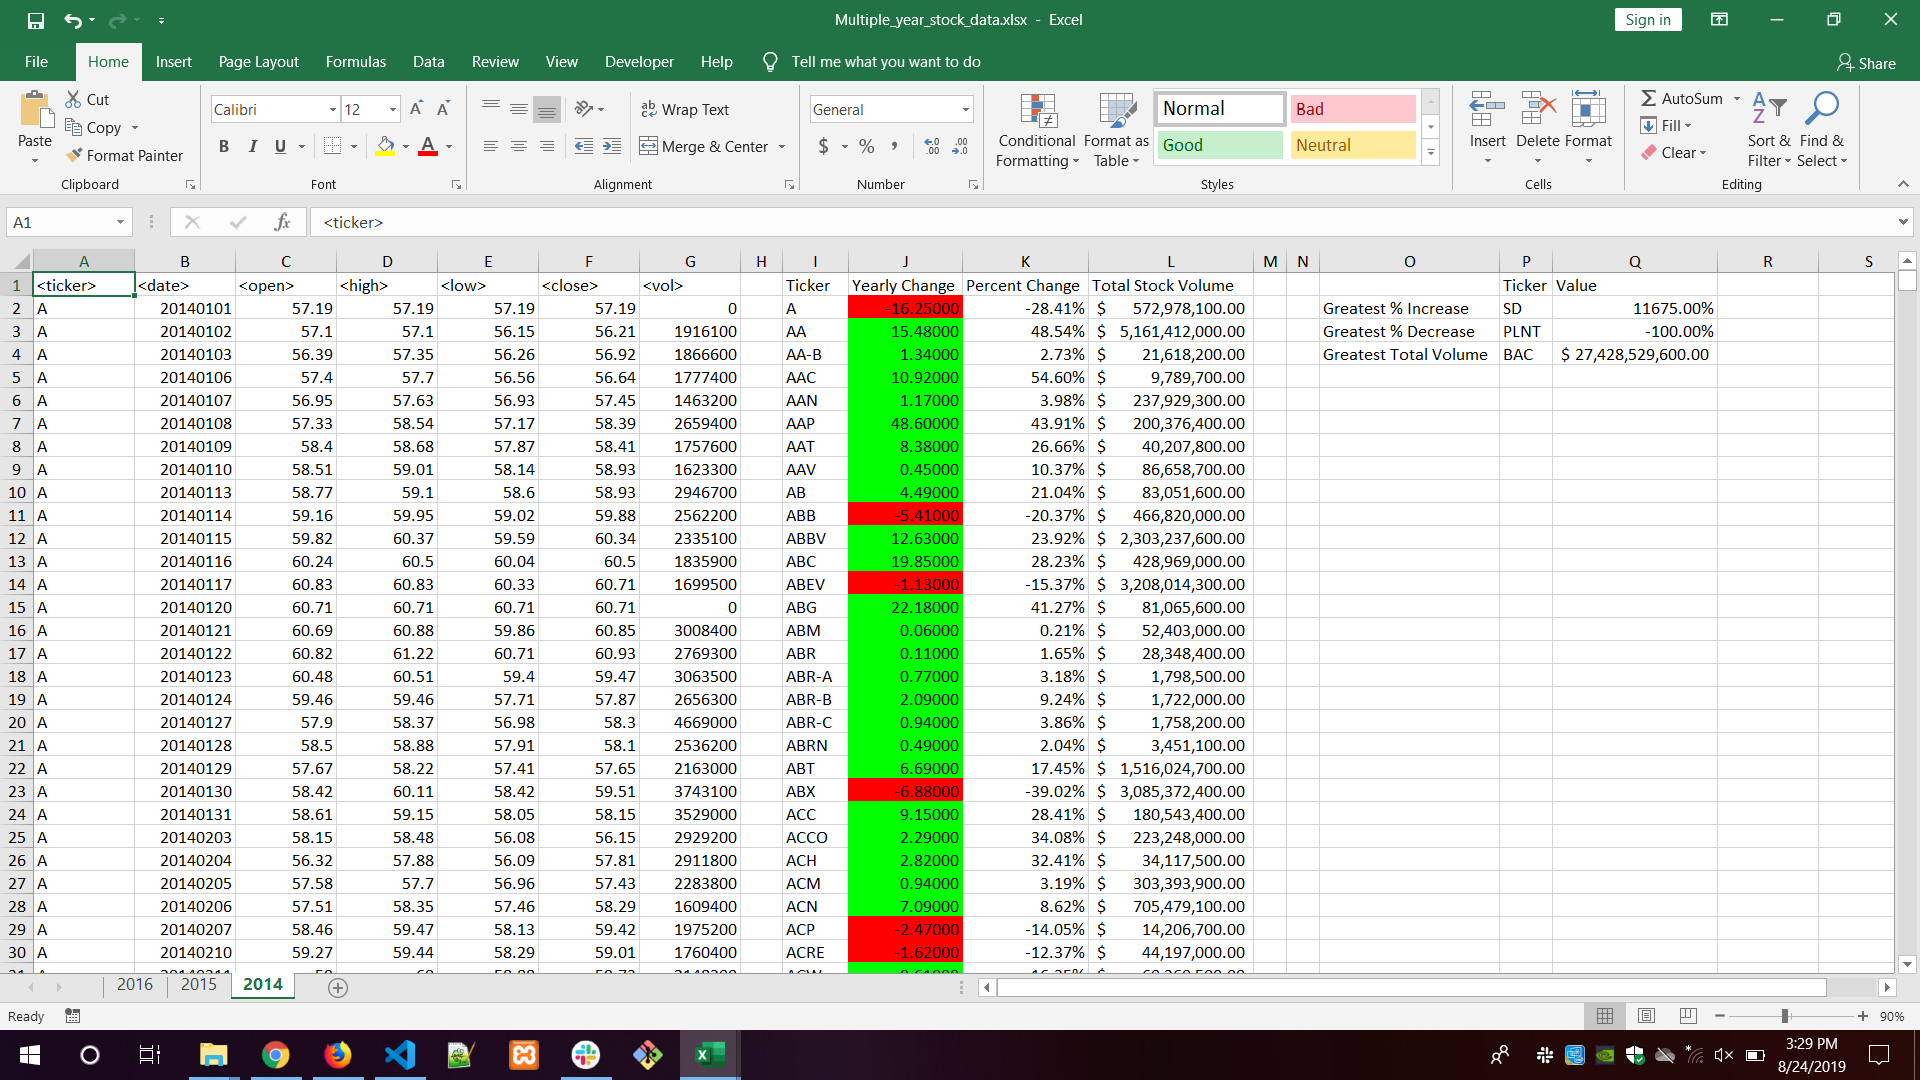 Multiple_year_stock_data.xlsx - Excel
Sign in
File Home Insert Page Layout Formulas Data Review View Developer Help Tell me what you want to do Share
Paste Cut Copy Format Painter Clipboard
Calibri 12 B I U Font
Wrap Text Merge & Center Alignment
General $ % , Number
Conditional Formatting Format as Table Normal Bad Good Neutral Styles
Insert Delete Format Cells
AutoSum Fill Clear Sort & Filter Find & Select Editing
A1 fx <ticker>
A B C D E F G H I J K L M N O P Q R S
1 <ticker> <date> <open> <high> <low> <close> <vol> Ticker Yearly Change Percent Change Total Stock Volume Ticker Value
2 A 20140101 57.19 57.19 57.19 57.19 0 A -16.25000 -28.41% $ 572,978,100.00 Greatest % Increase SD 11675.00%
3 A 20140102 57.1 57.1 56.15 56.21 1916100 AA 15.48000 48.54% $ 5,161,412,000.00 Greatest % Decrease PLNT -100.00%
4 A 20140103 56.39 57.35 56.26 56.92 1866600 AA-B 1.34000 2.73% $ 21,618,200.00 Greatest Total Volume BAC $ 27,428,529,600.00
5 A 20140106 57.4 57.7 56.56 56.64 1777400 AAC 10.92000 54.60% $ 9,789,700.00
6 A 20140107 56.95 57.63 56.93 57.45 1463200 AAN 1.17000 3.98% $ 237,929,300.00
7 A 20140108 57.33 58.54 57.17 58.39 2659400 AAP 48.60000 43.91% $ 200,376,400.00
8 A 20140109 58.4 58.68 57.87 58.41 1757600 AAT 8.38000 26.66% $ 40,207,800.00
9 A 20140110 58.51 59.01 58.14 58.93 1623300 AAV 0.45000 10.37% $ 86,658,700.00
10 A 20140113 58.77 59.1 58.6 58.93 2946700 AB 4.49000 21.04% $ 83,051,600.00
11 A 20140114 59.16 59.95 59.02 59.88 2562200 ABB -5.41000 -20.37% $ 466,820,000.00
12 A 20140115 59.82 60.37 59.59 60.34 2335100 ABBV 12.63000 23.92% $ 2,303,237,600.00
13 A 20140116 60.24 60.5 60.04 60.5 1835900 ABC 19.85000 28.23% $ 428,969,000.00
14 A 20140117 60.83 60.83 60.33 60.71 1699500 ABEV -1.13000 -15.37% $ 3,208,014,300.00
15 A 20140120 60.71 60.71 60.71 60.71 0 ABG 22.18000 41.27% $ 81,065,600.00
16 A 20140121 60.69 60.88 59.86 60.85 3008400 ABM 0.06000 0.21% $ 52,403,000.00
17 A 20140122 60.82 61.22 60.71 60.93 2769300 ABR 0.11000 1.65% $ 28,348,400.00
18 A 20140123 60.48 60.51 59.4 59.47 3063500 ABR-A 0.77000 3.18% $ 1,798,500.00
19 A 20140124 59.46 59.46 57.71 57.87 2656300 ABR-B 2.09000 9.24% $ 1,722,000.00
20 A 20140127 57.9 58.37 56.98 58.3 4669000 ABR-C 0.94000 3.86% $ 1,758,200.00
21 A 20140128 58.5 58.88 57.91 58.1 2536200 ABRN 0.49000 2.04% $ 3,451,100.00
22 A 20140129 57.67 58.22 57.41 57.65 2163000 ABT 6.69000 17.45% $ 1,516,024,700.00
23 A 20140130 58.42 60.11 58.42 59.51 3743100 ABX -6.88000 -39.02% $ 3,085,372,400.00
24 A 20140131 58.61 59.15 58.05 58.15 3529000 ACC 9.15000 28.41% $ 180,543,400.00
25 A 20140203 58.15 58.48 56.08 56.15 2929200 ACCO 2.29000 34.08% $ 223,248,000.00
26 A 20140204 56.32 57.88 56.09 57.81 2911800 ACH 2.82000 32.41% $ 34,117,500.00
27 A 20140205 57.58 57.7 56.96 57.43 2283800 ACM 0.94000 3.19% $ 303,393,900.00
28 A 20140206 57.51 58.35 57.46 58.29 1609400 ACN 7.09000 8.62% $ 705,479,100.00
29 A 20140207 58.46 59.47 58.13 59.42 1975200 ACP -2.47000 -14.05% $ 14,206,700.00
30 A 20140210 59.27 59.44 58.29 59.01 1760400 ACRE -1.62000 -12.37% $ 44,197,000.00
2016 2015 2014
Ready 90%
3:29 PM
8/24/2019